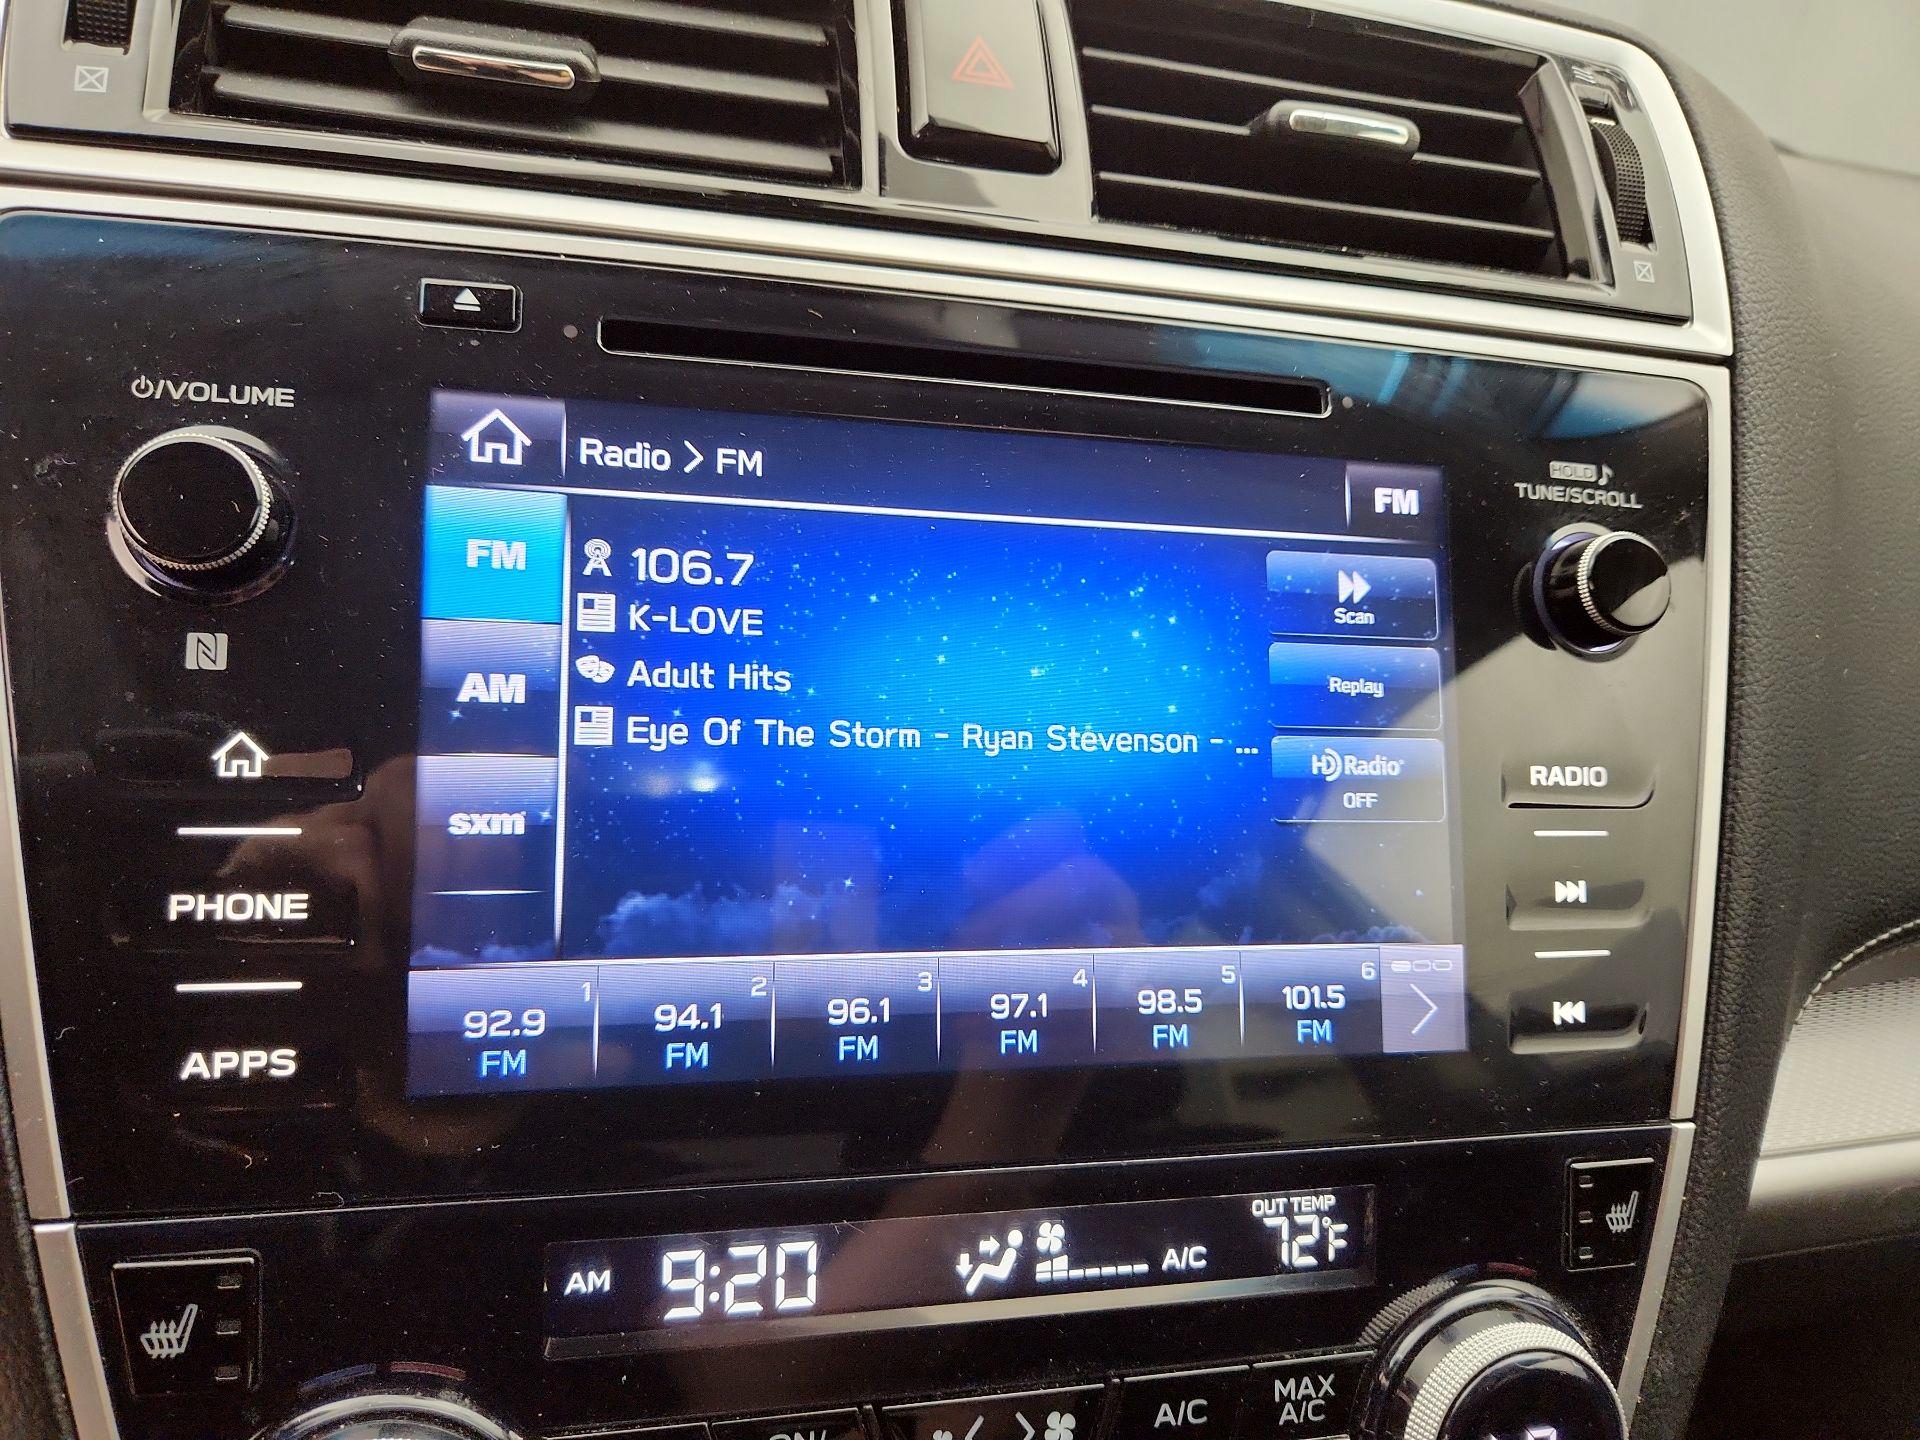 ⏻/VOLUME
HOLD ♪
TUNE/SCROLL
Radio > FM
FM
FM
106.7
K-LOVE
Adult Hits
Eye Of The Storm - Ryan Stevenson - ...
Scan
Replay
HD Radio
OFF
AM
sxm
PHONE
APPS
RADIO
1
92.9
FM
2
94.1
FM
3
96.1
FM
4
97.1
FM
5
98.5
FM
6
101.5
FM
AM 9:20
A/C
OUT TEMP
72°F
ON/
A/C
MAX
A/C